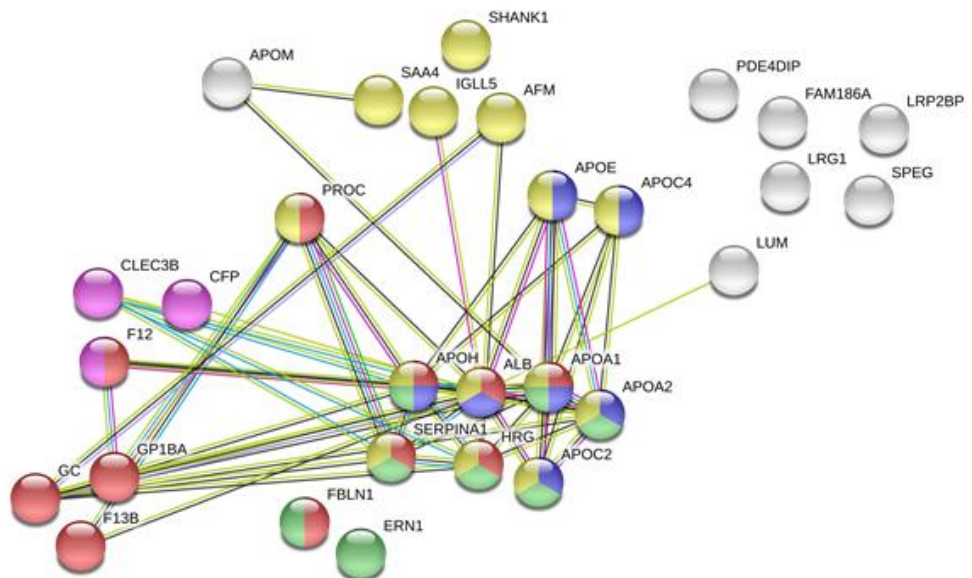 SHANK1
APOM
SAA4
IGLL5
AFM
PDE4DIP
FAM186A
LRP2BP
LRG1
SPEG
APOE
APOC4
PROC
LUM
CLEC3B
CFP
F12
APOH
ALB
APOA1
APOA2
SERPINA1
HRG
APOC2
GP1BA
GC
F13B
FBLN1
ERN1